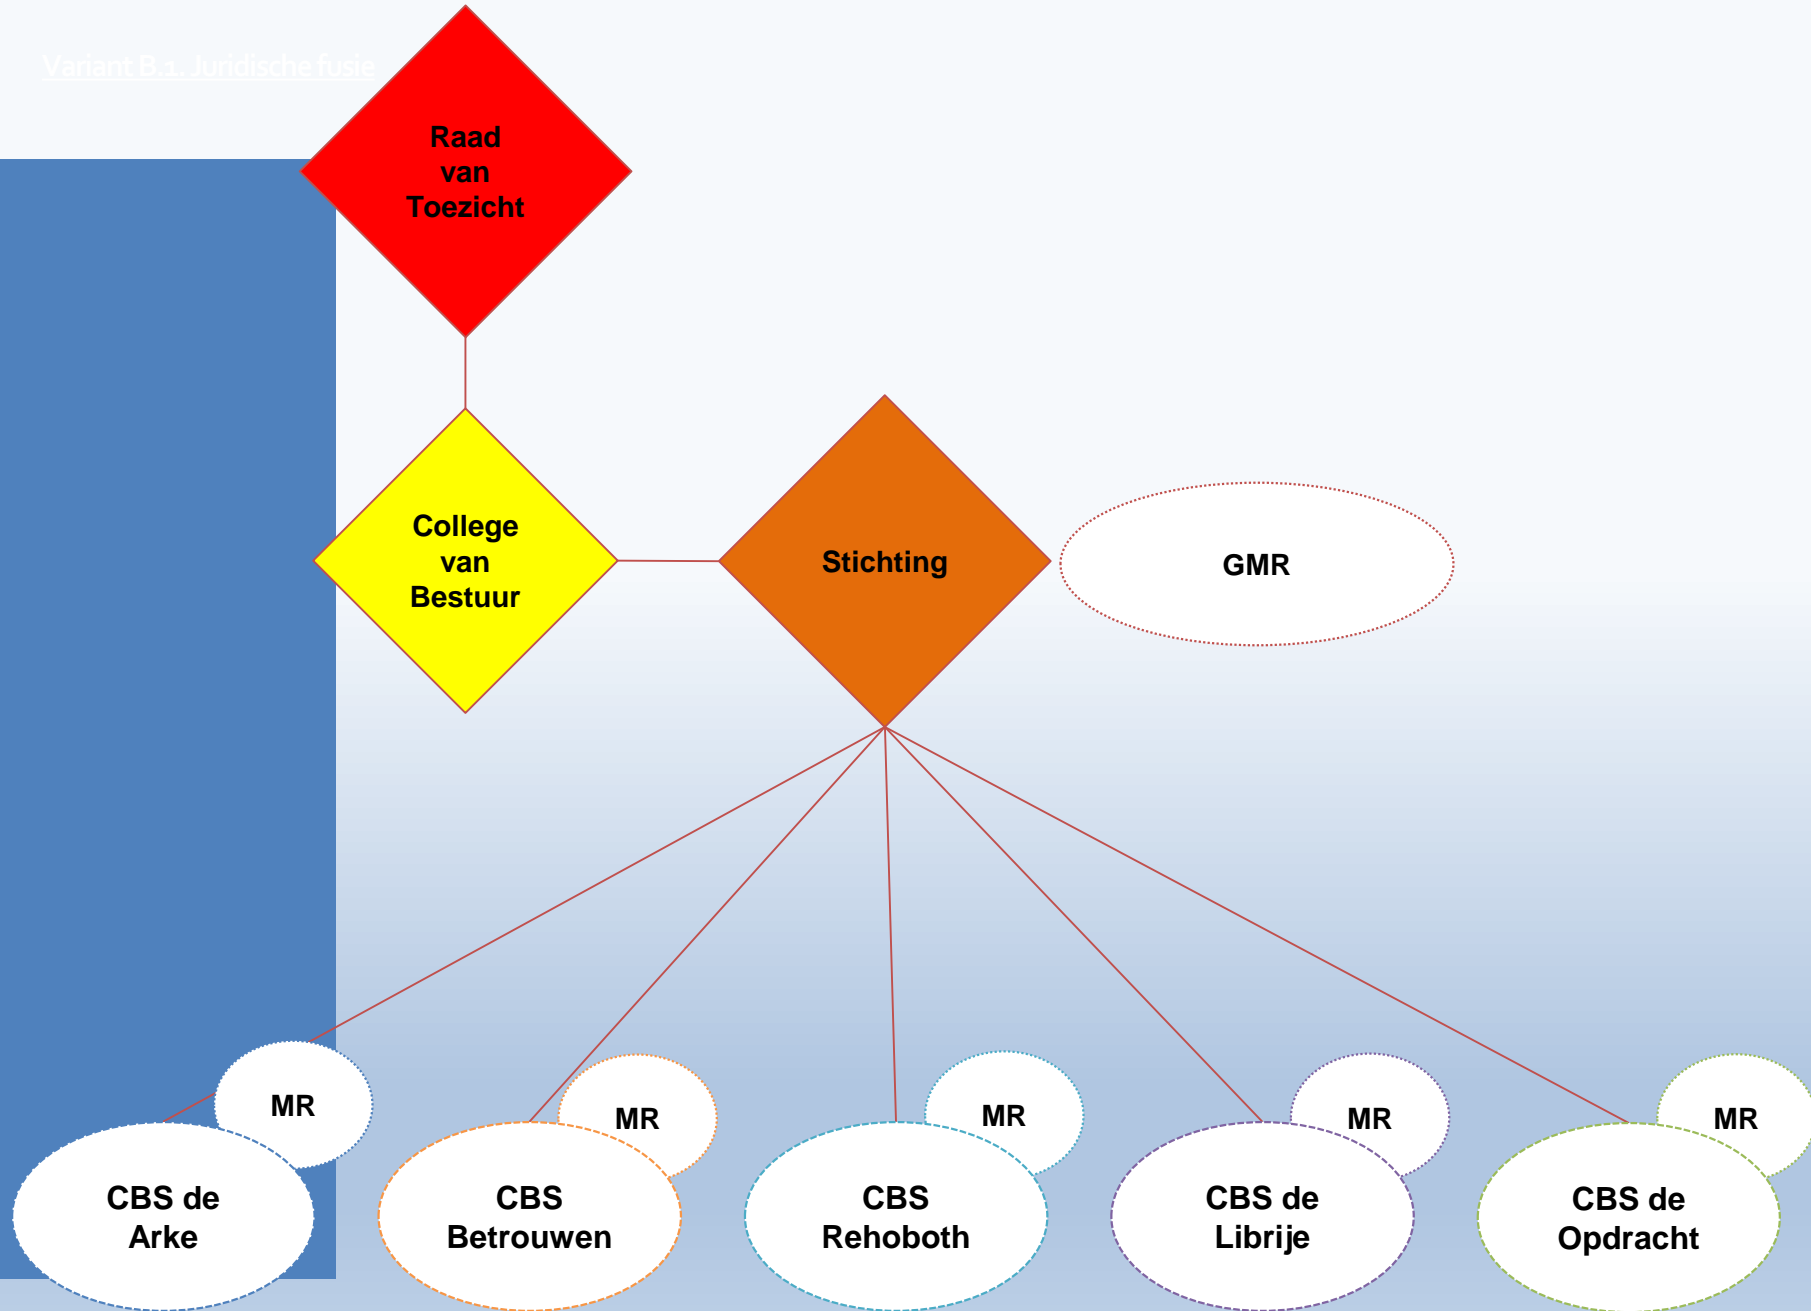 Variant B.1. Juridische fusie
Raad
van
Toezicht
College
van
Bestuur
Stichting
GMR
MR
MR
MR
MR
MR
CBS de
Arke
CBS
Betrouwen
CBS
Rehoboth
CBS de
Librije
CBS de
Opdracht